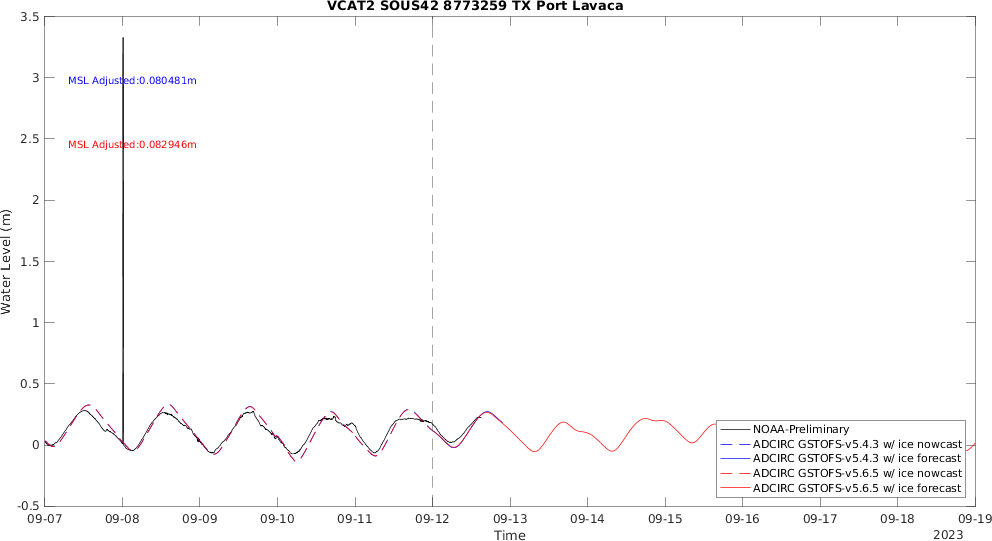 VCAT2 SOUS42 8773259 TX Port Lavaca
3.5
3
2.5
2
1.5
1
0.5
0
-0.5
Water Level (m)
MSL Adjusted:0.080481m
MSL Adjusted:0.082946m
NOAA-Preliminary
ADCIRC GSTOFS-v5.4.3 w/ ice nowcast
ADCIRC GSTOFS-v5.4.3 w/ ice forecast
ADCIRC GSTOFS-v5.6.5 w/ ice nowcast
ADCIRC GSTOFS-v5.6.5 w/ ice forecast
09-07 09-08 09-09 09-10 09-11 09-12 09-13 09-14 09-15 09-16 09-17 09-18 09-19
Time
2023